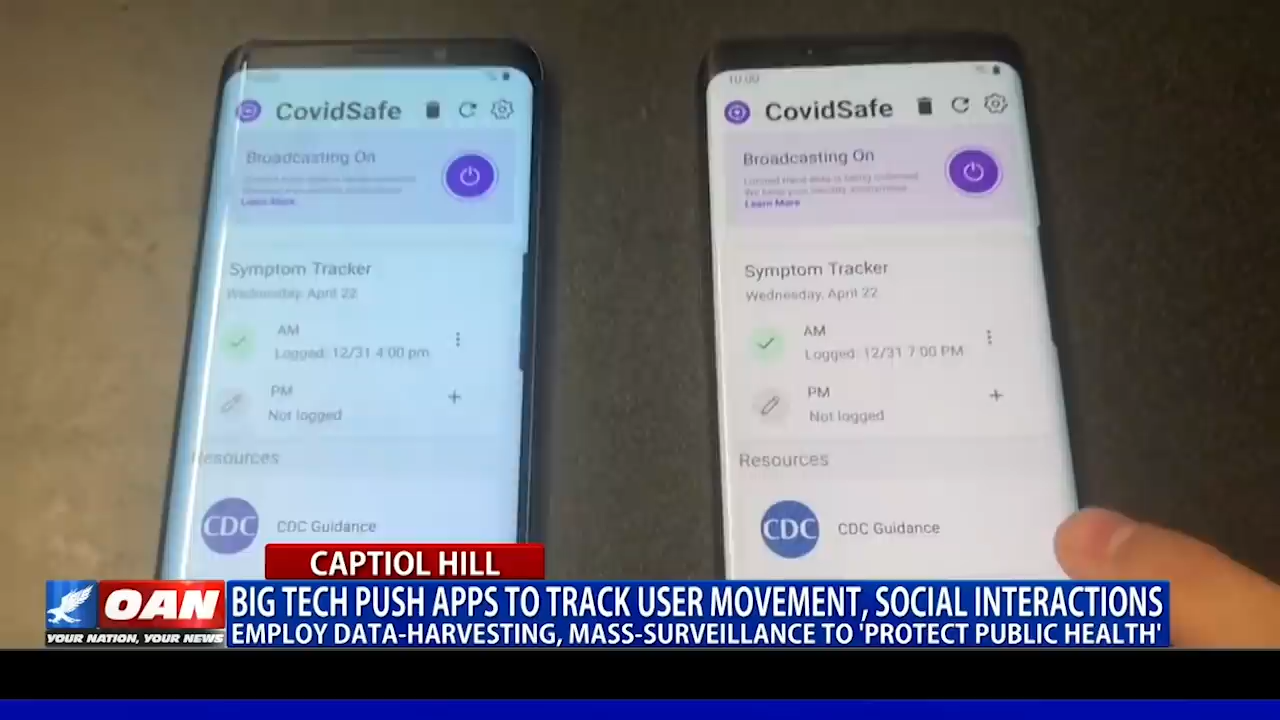 CovidSafe
Broadcasting On
Learn More
Symptom Tracker
Wednesday, April 22
AM
Logged: 12/31 4:00 pm
PM
Not logged
Resources
CDC
CDC Guidance
10:00
CovidSafe
Broadcasting On
Learn More
Symptom Tracker
Wednesday, April 22
AM
Logged: 12/31 7:00 PM
PM
Not logged
Resources
CDC
CDC Guidance
CAPTIOL HILL
OAN
YOUR NATION, YOUR NEWS
BIG TECH PUSH APPS TO TRACK USER MOVEMENT, SOCIAL INTERACTIONS
EMPLOY DATA-HARVESTING, MASS-SURVEILLANCE TO 'PROTECT PUBLIC HEALTH'